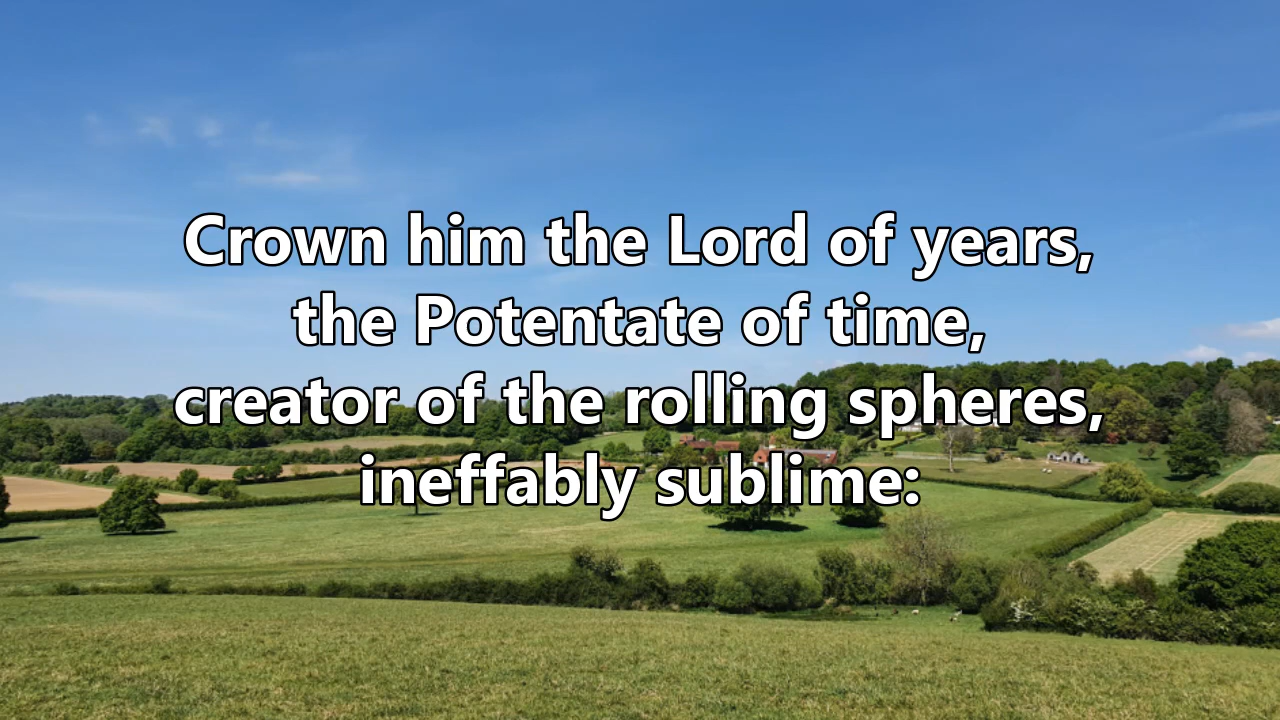 Crown him the Lord of years,
the Potentate of time,
creator of the rolling spheres,
ineffably sublime: